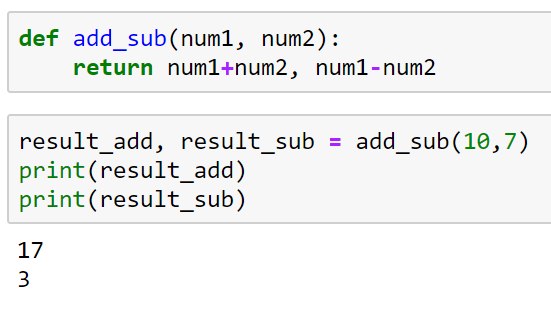 def add_sub(num1, num2):
    return num1+num2, num1-num2
result_add, result_sub = add_sub(10,7)
print(result_add)
print(result_sub)
17
3